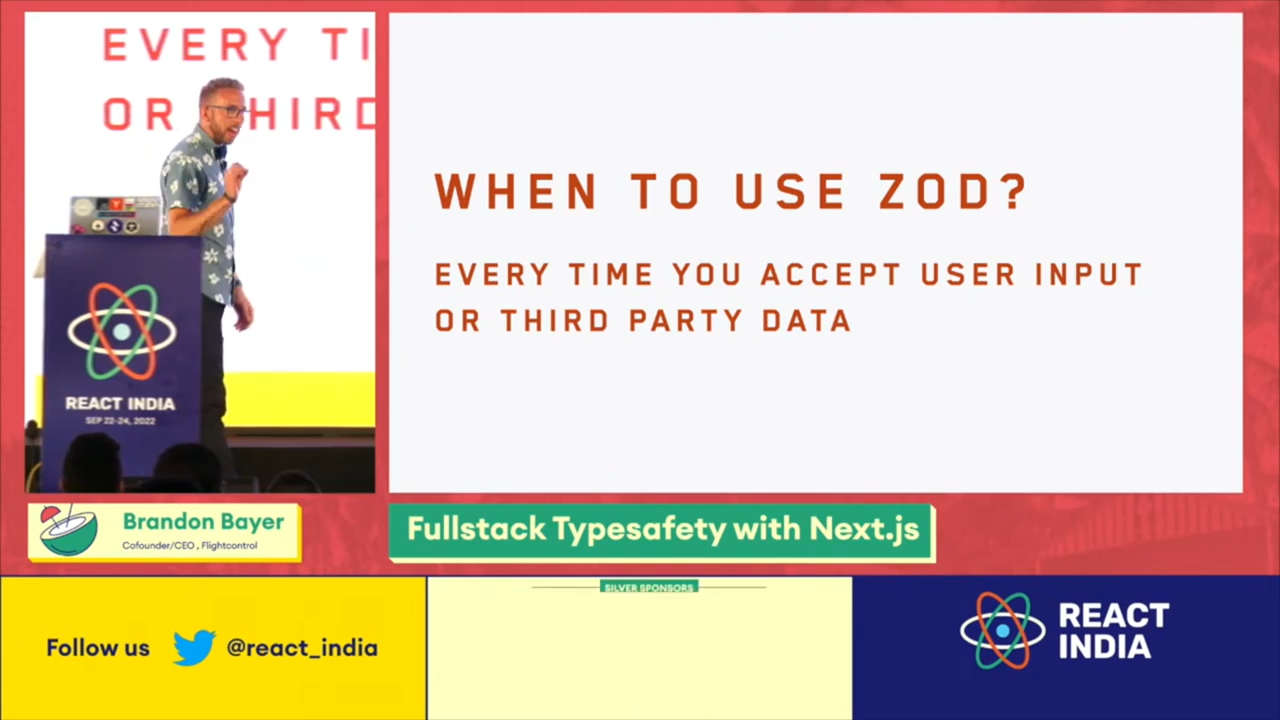 EVERY TI
OR THIRD
REACT INDIA
SEP 22-24, 2022
WHEN TO USE ZOD?
EVERY TIME YOU ACCEPT USER INPUT
OR THIRD PARTY DATA
Brandon Bayer
Cofounder/CEO , Flightcontrol
Fullstack Typesafety with Next.js
Follow us @react_india
SILVER SPONSORS
REACT
INDIA